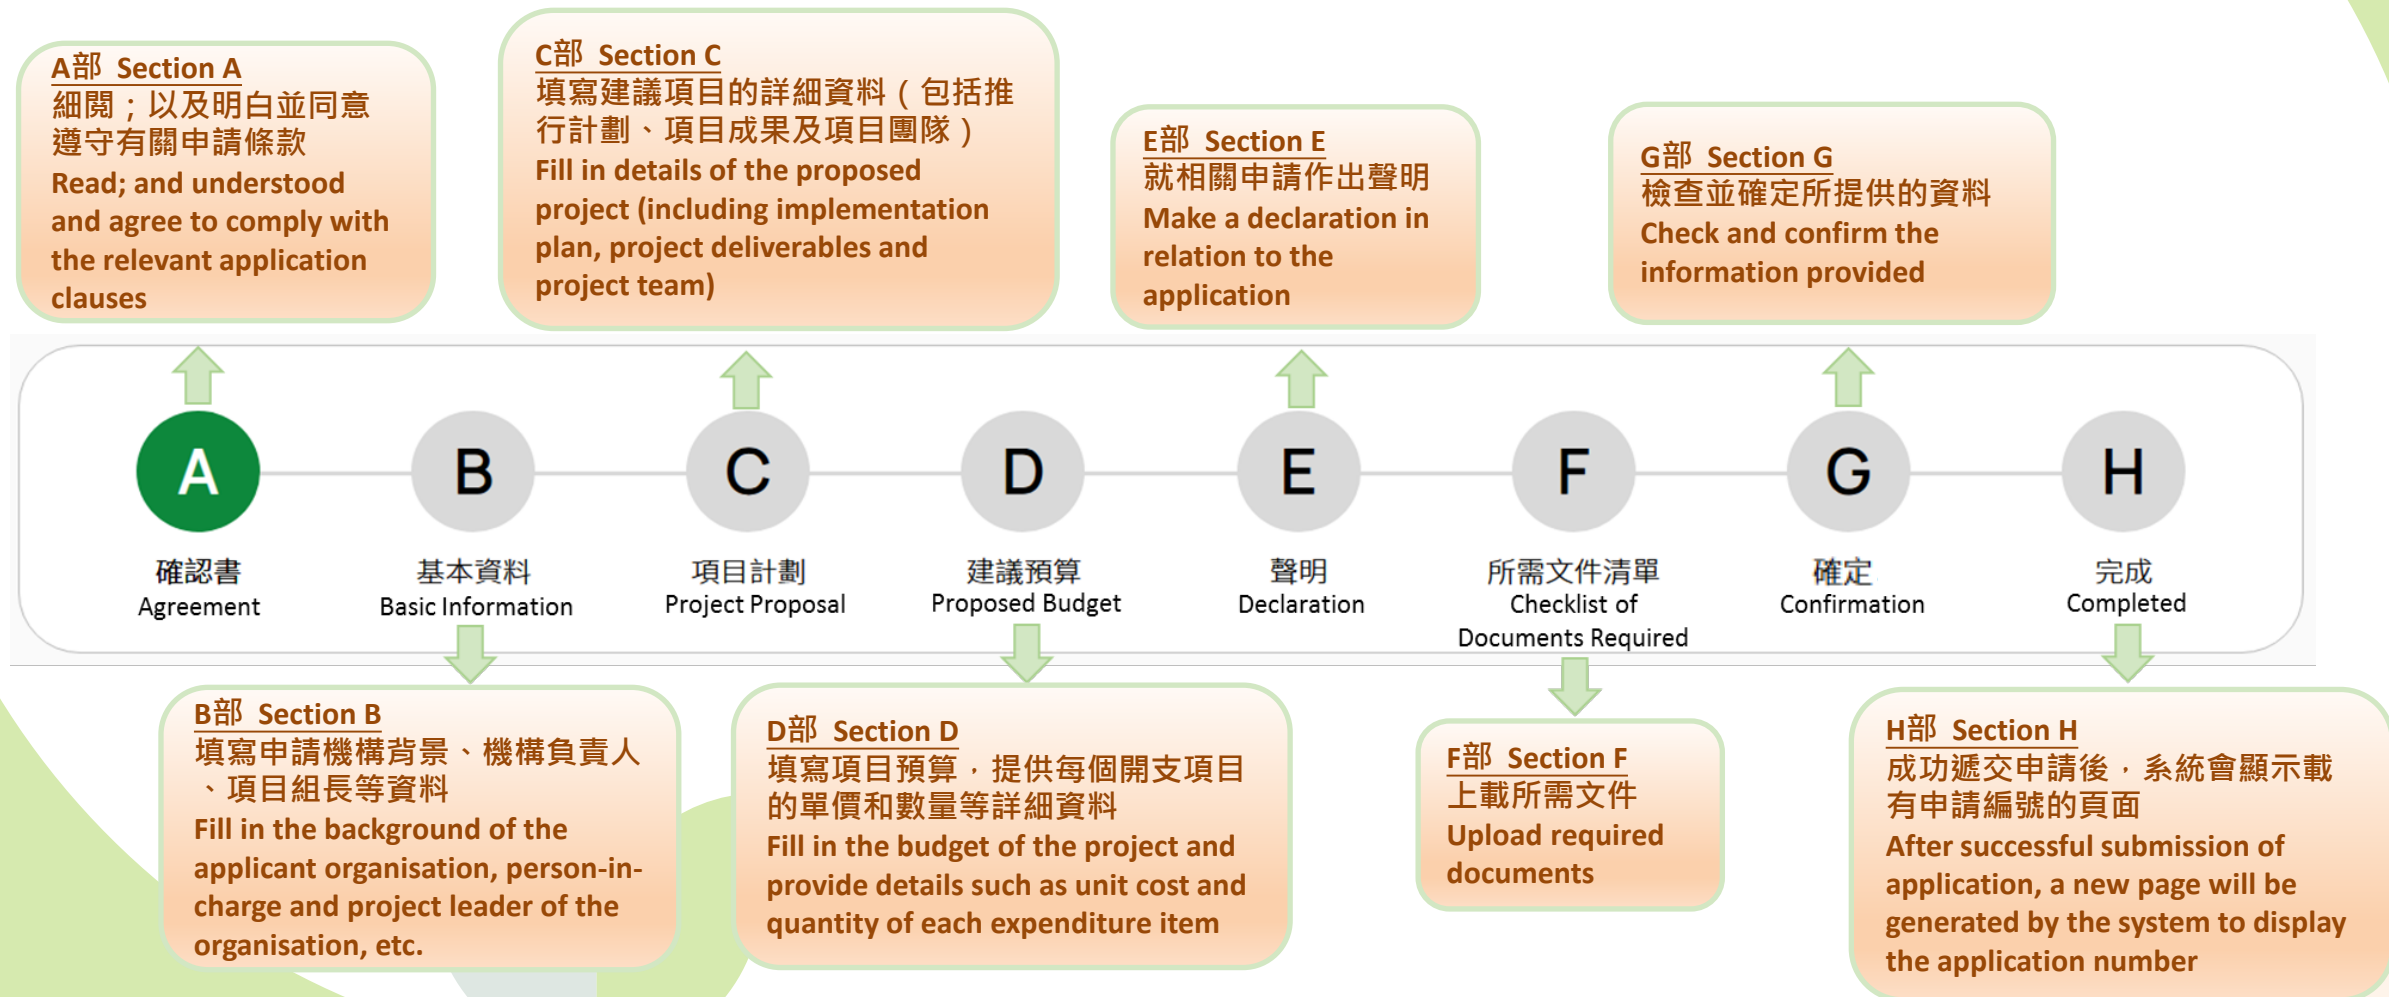 A部 Section A
細閱；以及明白並同意
遵守有關申請條款
Read; and understood
and agree to comply with
the relevant application
clauses
C部 Section C
填寫建議項目的詳細資料（包括推
行計劃、項目成果及項目團隊）
Fill in details of the proposed
project (including implementation
plan, project deliverables and
project team)
E部 Section E
就相關申請作出聲明
Make a declaration in
relation to the
application
G部 Section G
檢查並確定所提供的資料
Check and confirm the
information provided
A
B
C
D
E
F
G
H
確認書
Agreement
基本資料
Basic Information
項目計劃
Project Proposal
建議預算
Proposed Budget
聲明
Declaration
所需文件清單
Checklist of
Documents Required
確定
Confirmation
完成
Completed
B部 Section B
填寫申請機構背景、機構負責人
、項目組長等資料
Fill in the background of the
applicant organisation, person-in-
charge and project leader of the
organisation, etc.
D部 Section D
填寫項目預算，提供每個開支項目
的單價和數量等詳細資料
Fill in the budget of the project and
provide details such as unit cost and
quantity of each expenditure item
F部 Section F
上載所需文件
Upload required
documents
H部 Section H
成功遞交申請後，系統會顯示載
有申請編號的頁面
After successful submission of
application, a new page will be
generated by the system to display
the application number